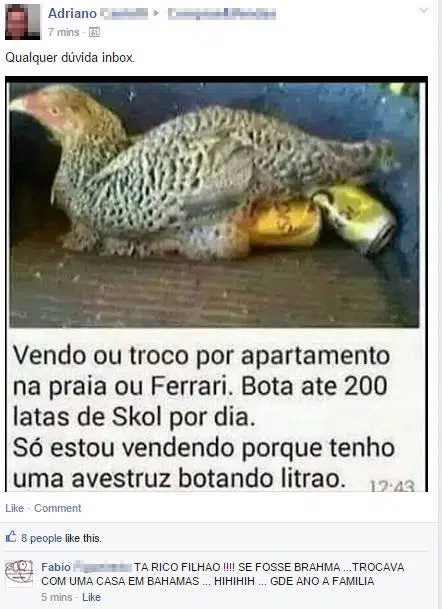 Adriano
7 mins
Qualquer dúvida inbox.
Vendo ou troco por apartamento
na praia ou Ferrari. Bota ate 200
latas de Skol por dia.
Só estou vendendo porque tenho
uma avestruz botando litrao.
12:43
Like · Comment
8 people like this.
Fabio TA RICO FILHAO !!!! SE FOSSE BRAHMA ...TROCAVA
COM UMA CASA EM BAHAMAS ... HIHIHIH ... GDE ANO A FAMILIA
5 mins · Like